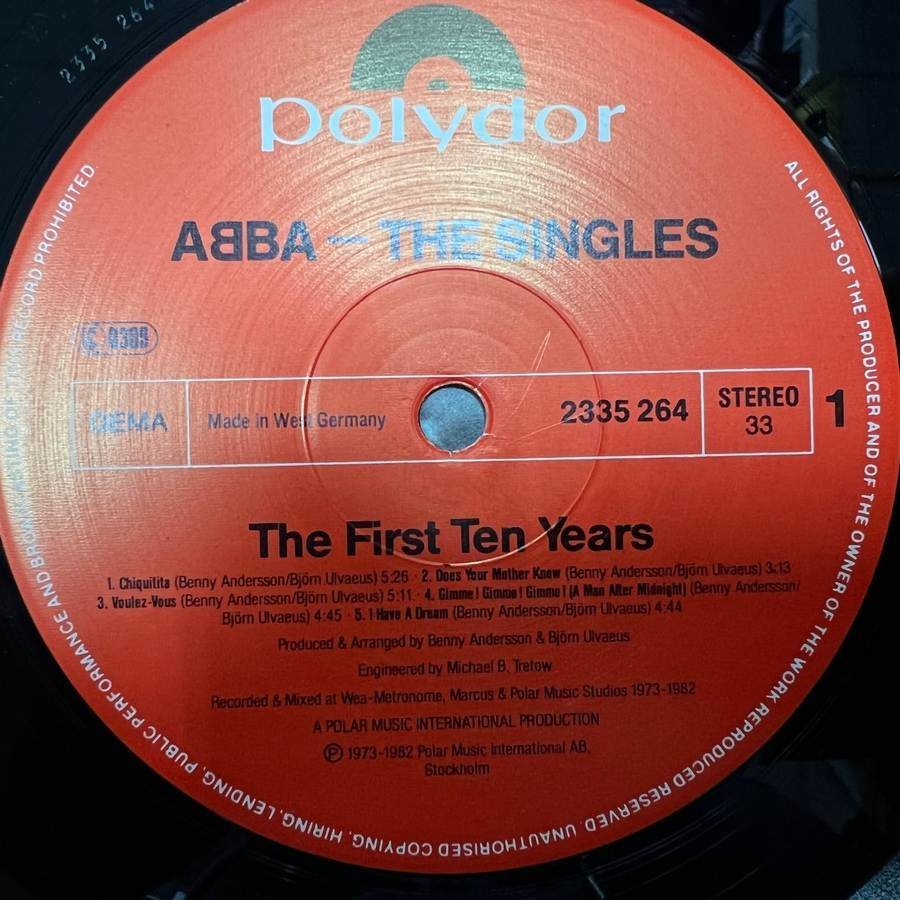 2335 264
polydor
ABBA – THE SINGLES
GEMA
Made in West Germany
2335 264
STEREO
33
1
The First Ten Years
1. Chiquitita (Benny Andersson/Björn Ulvaeus) 5:26 · 2. Does Your Mother Know (Benny Andersson/Björn Ulvaeus) 3:13
3. Voulez-Vous (Benny Andersson/Björn Ulvaeus) 5:11 · 4. Gimme! Gimme! Gimme! (A Man After Midnight) (Benny Andersson/
Björn Ulvaeus) 4:45 · 5. I Have A Dream (Benny Andersson/Björn Ulvaeus) 4:44
Produced & Arranged by Benny Andersson & Björn Ulvaeus
Engineered by Michael B. Tretow
Recorded & Mixed at Wea-Metronome, Marcus & Polar Music Studios 1973-1982
A POLAR MUSIC INTERNATIONAL PRODUCTION
Ⓟ 1973-1982 Polar Music International AB,
Stockholm
ALL RIGHTS OF THE PRODUCER AND OF THE OWNER OF THE WORK REPRODUCED RESERVED. UNAUTHORISED COPYING, HIRING, LENDING, PUBLIC PERFORMANCE AND BROADCASTING OF THIS RECORD PROHIBITED.